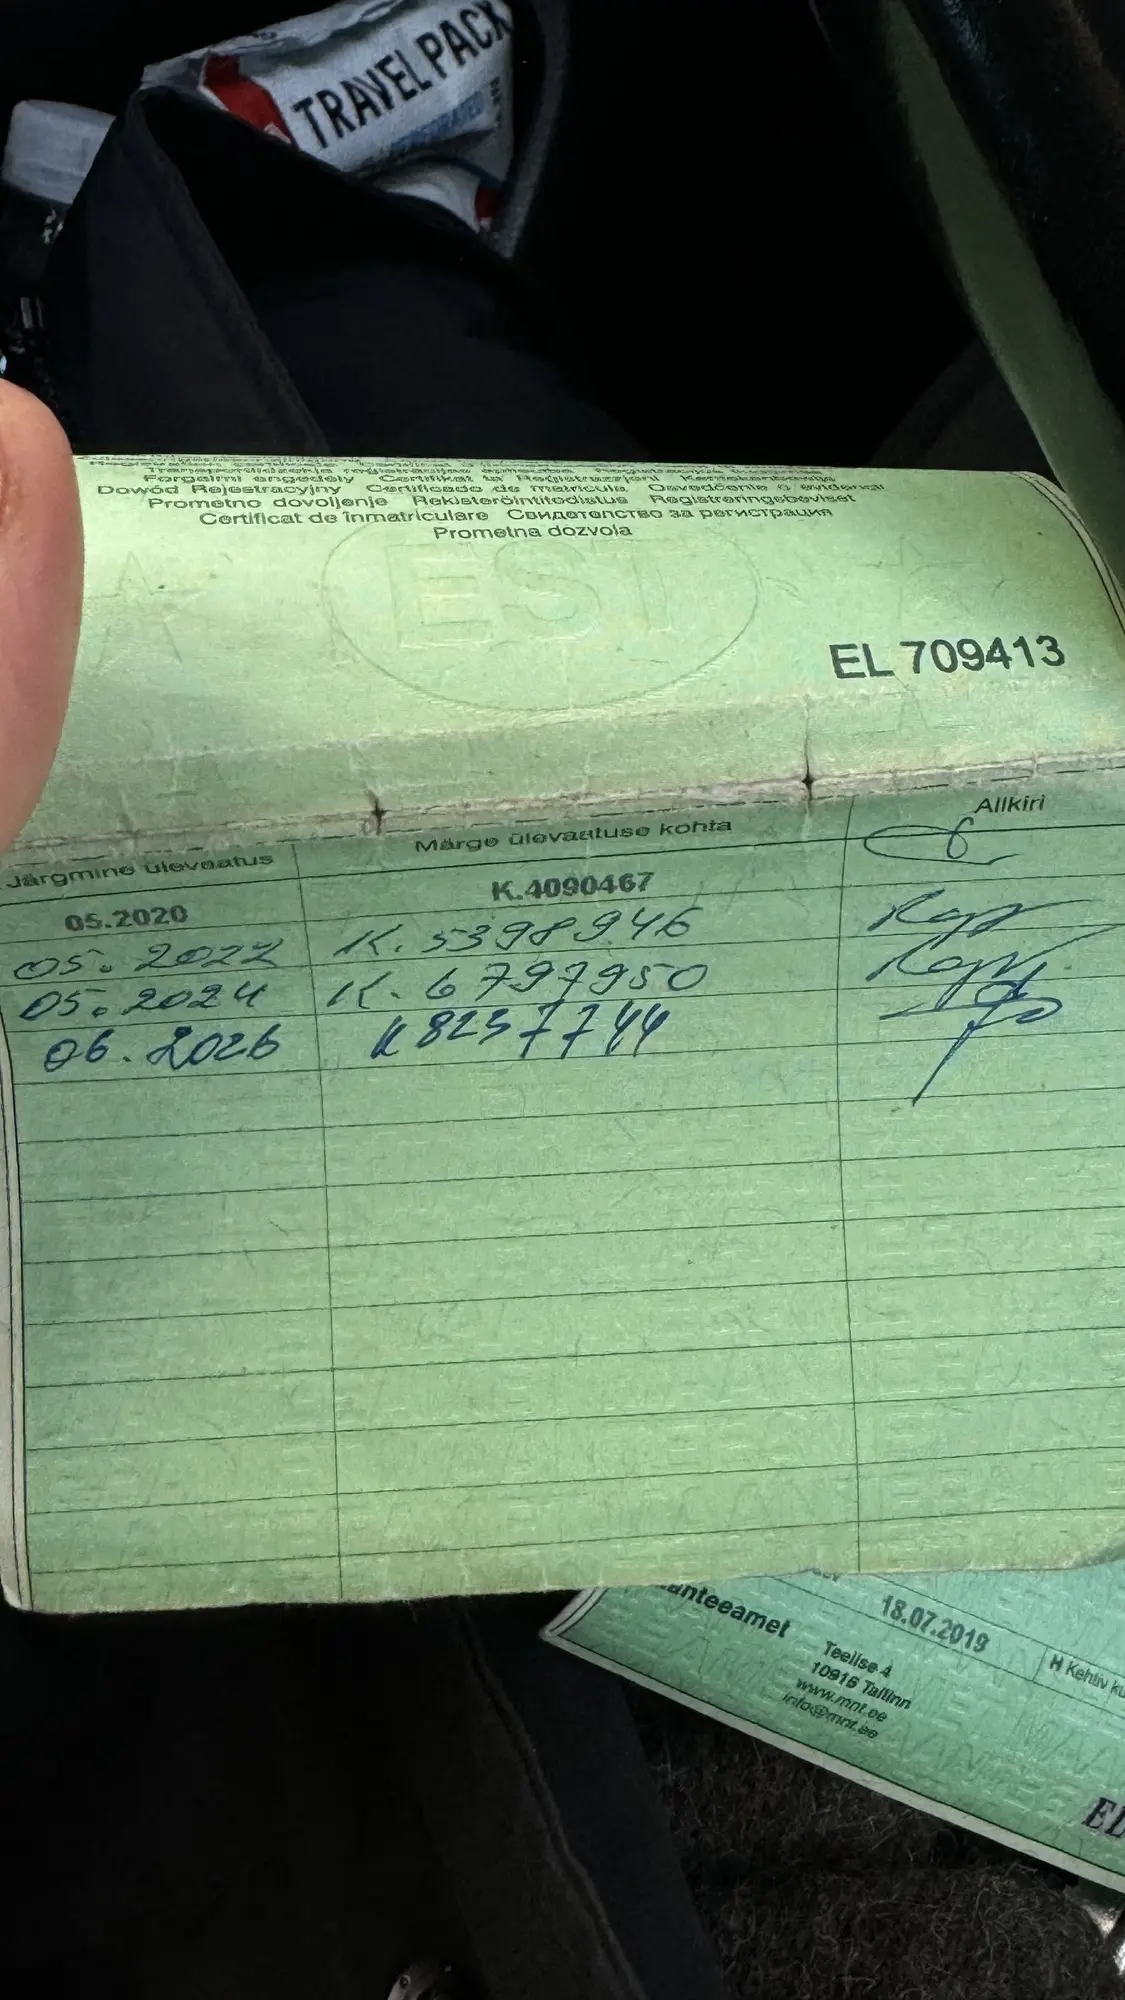 TRAVEL PACK
Forgalmi engedély Certifikat ta' Reġistrazzjoni Kentekenbewijs
Dowód Rejestracyjny Certificado de matrícula Osvedčenie o evidencii
Prometno dovoljenje Rekisteröintitodistus Registreringsbeviset
Certificat de înmatriculare Свидетелство за регистрация
Prometna dozvola
EST
EL 709413
Järgmine ülevaatus Märge ülevaatuse kohta Allkiri
05.2020 K.4090467
05.2022 K.5398946
05.2024 K.6797950
06.2026 K8257744
18.07.2019
H Kehtiv
Teelise 4
10916 Tallinn
www.mnt.ee
info@mnt.ee